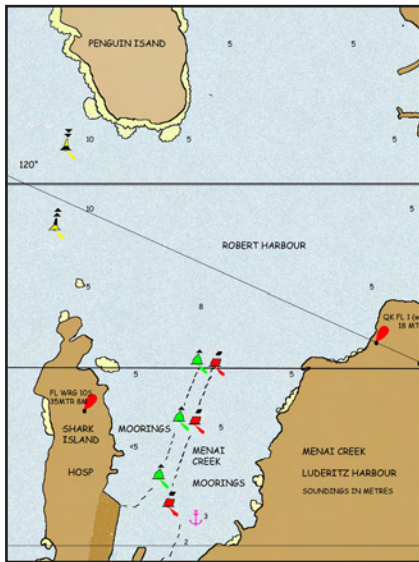 PENGUIN ISAND
5
5
10
5
120°
10
5
ROBERT HARBOUR
5
8
QK FL 1 (w
18 MT
5
5
FL WRG 10S
35MTR 8M
SHARK
ISLAND
MOORINGS
5
<5
MENAI
CREEK
MENAI CREEK
HOSP
MOORINGS
LUDERITZ HARBOUR
SOUNDINGS IN METRES
3
2